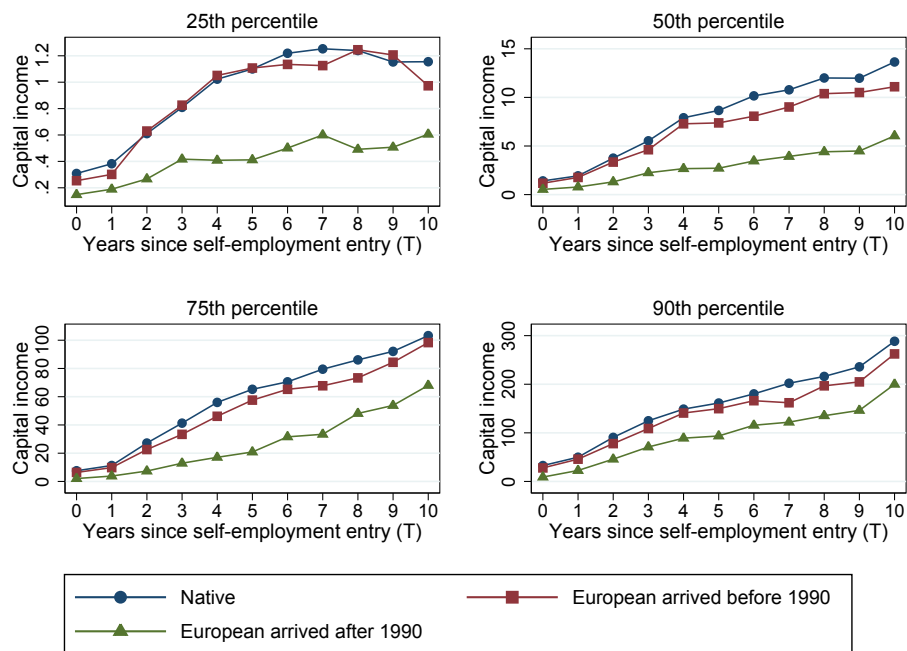 25th percentile
Capital income
.2 .4 .6 .8 1 1.2
0 1 2 3 4 5 6 7 8 9 10
Years since self-employment entry (T)
50th percentile
Capital income
0 5 10 15
0 1 2 3 4 5 6 7 8 9 10
Years since self-employment entry (T)
75th percentile
Capital income
0 20 40 60 80 100
0 1 2 3 4 5 6 7 8 9 10
Years since self-employment entry (T)
90th percentile
Capital income
0 100 200 300
0 1 2 3 4 5 6 7 8 9 10
Years since self-employment entry (T)
Native
European arrived before 1990
European arrived after 1990